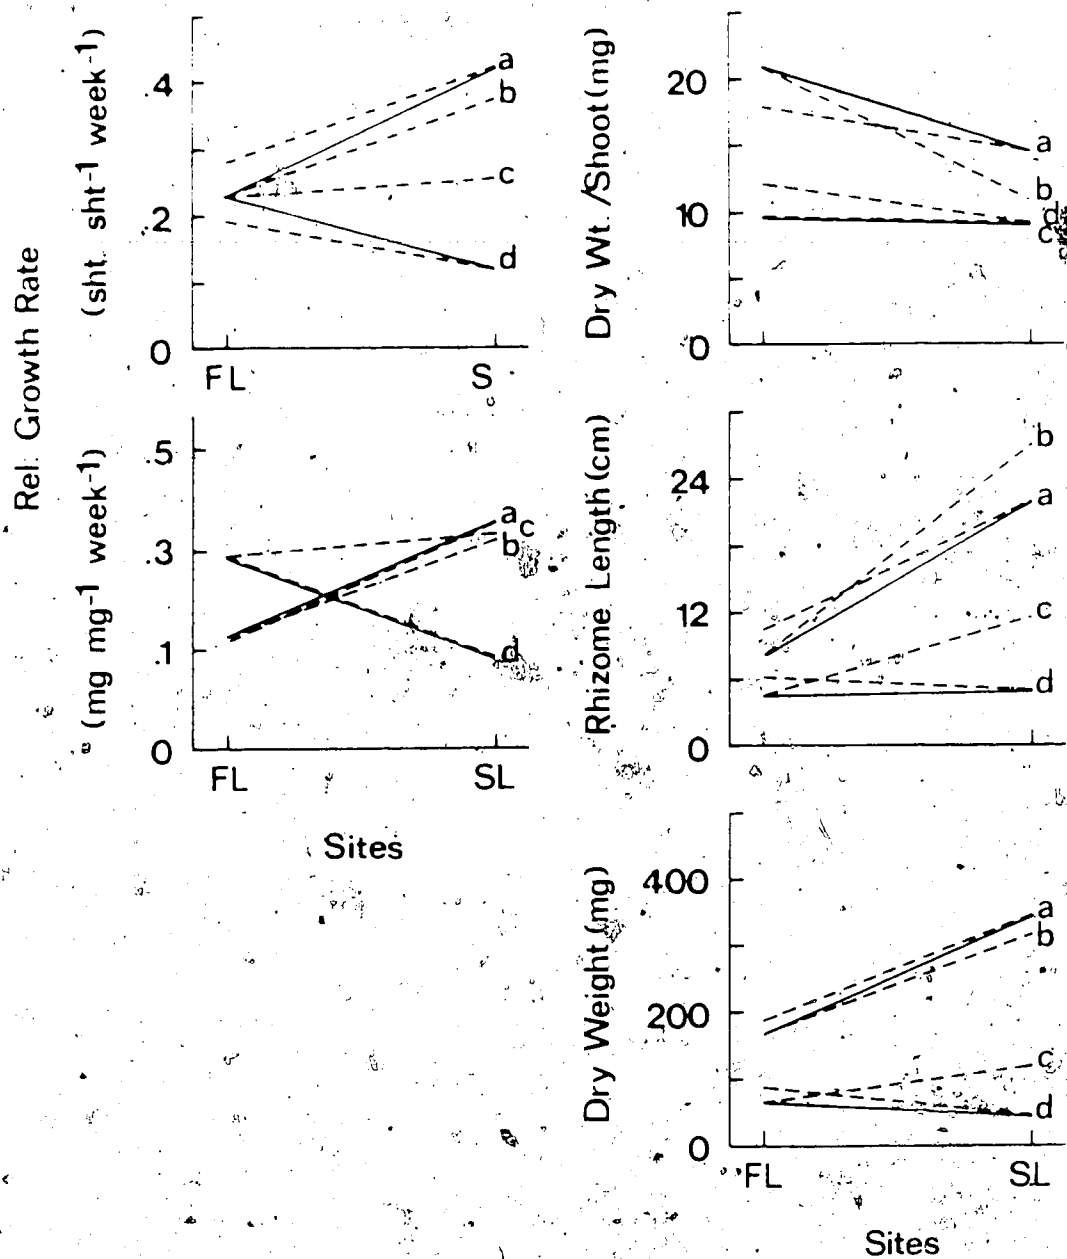 Rel. Growth Rate
(sht. sht-1 week-1)
.4
.2
0
a
b
c
d
FL
S
(mg mg-1 week-1)
.5
.3
.1
0
a
c
b
d
FL
SL
Sites
Dry Wt./Shoot (mg)
20
10
0
a
b
d
c
Rhizome Length (cm)
24
12
0
b
a
c
d
Dry Weight (mg)
400
200
0
a
b
c
d
FL
SL
Sites